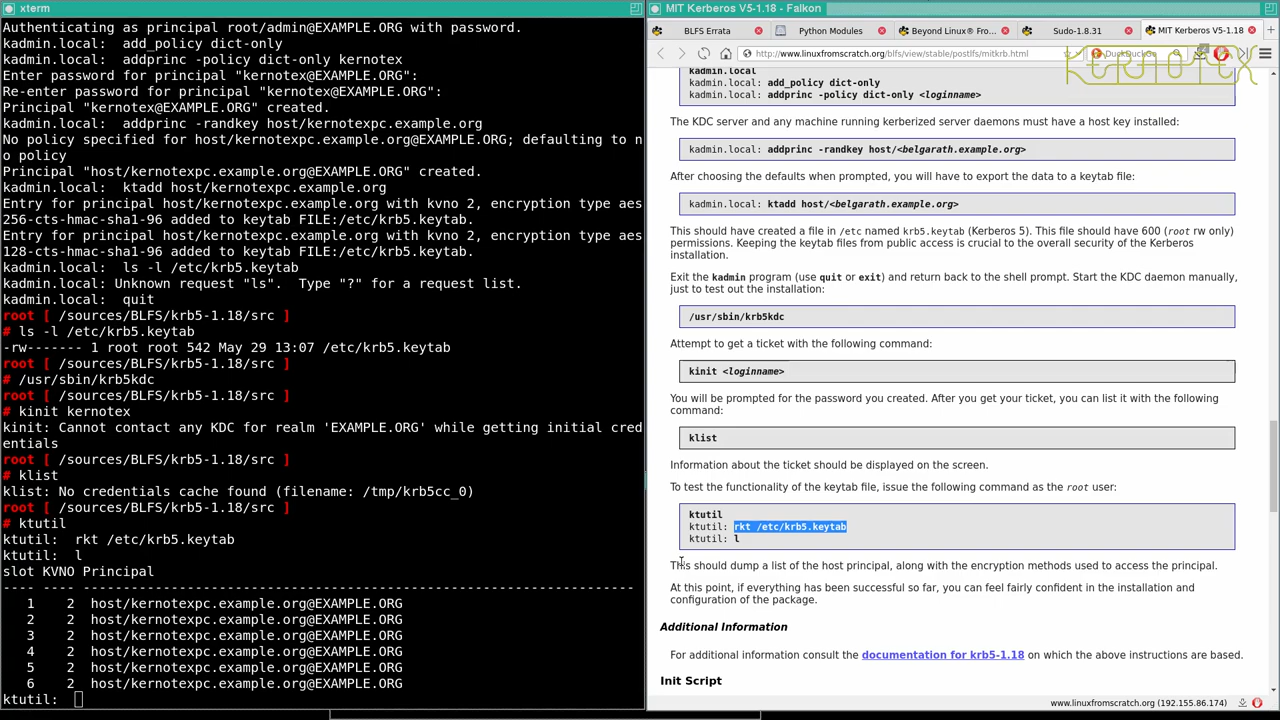 xterm
Authenticating as principal root/admin@EXAMPLE.ORG with password.
kadmin.local:  add_policy dict-only
kadmin.local:  addprinc -policy dict-only kernotex
Enter password for principal "kernotex@EXAMPLE.ORG":
Re-enter password for principal "kernotex@EXAMPLE.ORG":
Principal "kernotex@EXAMPLE.ORG" created.
kadmin.local:  addprinc -randkey host/kernotexpc.example.org
No policy specified for host/kernotexpc.example.org@EXAMPLE.ORG; defaulting to n
o policy
Principal "host/kernotexpc.example.org@EXAMPLE.ORG" created.
kadmin.local:  ktadd host/kernotexpc.example.org
Entry for principal host/kernotexpc.example.org with kvno 2, encryption type aes
256-cts-hmac-sha1-96 added to keytab FILE:/etc/krb5.keytab.
Entry for principal host/kernotexpc.example.org with kvno 2, encryption type aes
128-cts-hmac-sha1-96 added to keytab FILE:/etc/krb5.keytab.
kadmin.local:  ls -l /etc/krb5.keytab
kadmin.local: Unknown request "ls".  Type "?" for a request list.
kadmin.local:  quit
root [ /sources/BLFS/krb5-1.18/src ]
# ls -l /etc/krb5.keytab
-rw------- 1 root root 542 May 29 13:07 /etc/krb5.keytab
root [ /sources/BLFS/krb5-1.18/src ]
# /usr/sbin/krb5kdc
root [ /sources/BLFS/krb5-1.18/src ]
# kinit kernotex
kinit: Cannot contact any KDC for realm 'EXAMPLE.ORG' while getting initial cred
entials
root [ /sources/BLFS/krb5-1.18/src ]
# klist
klist: No credentials cache found (filename: /tmp/krb5cc_0)
root [ /sources/BLFS/krb5-1.18/src ]
# ktutil
ktutil:  rkt /etc/krb5.keytab
ktutil:  l
slot KVNO Principal
---- ---- ---------------------------------------------------------------------
1    2  host/kernotexpc.example.org@EXAMPLE.ORG
2    2  host/kernotexpc.example.org@EXAMPLE.ORG
3    2  host/kernotexpc.example.org@EXAMPLE.ORG
4    2  host/kernotexpc.example.org@EXAMPLE.ORG
5    2  host/kernotexpc.example.org@EXAMPLE.ORG
6    2  host/kernotexpc.example.org@EXAMPLE.ORG
ktutil:
MIT Kerberos V5-1.18 - Falkon
BLFS Errata
Python Modules
Beyond Linux® Fro...
Sudo-1.8.31
MIT Kerberos V5-1.18
http://www.linuxfromscratch.org/blfs/view/stable/postlfs/mitkrb.html
DuckDuckGo
KERNOTEX
kadmin.local
kadmin.local: add_policy dict-only
kadmin.local: addprinc -policy dict-only <loginname>
The KDC server and any machine running kerberized server daemons must have a host key installed:
kadmin.local: addprinc -randkey host/<belgarath.example.org>
After choosing the defaults when prompted, you will have to export the data to a keytab file:
kadmin.local: ktadd host/<belgarath.example.org>
This should have created a file in /etc named krb5.keytab (Kerberos 5). This file should have 600 (root rw only)
permissions. Keeping the keytab files from public access is crucial to the overall security of the Kerberos
installation.
Exit the kadmin program (use quit or exit) and return back to the shell prompt. Start the KDC daemon manually,
just to test out the installation:
/usr/sbin/krb5kdc
Attempt to get a ticket with the following command:
kinit <loginname>
You will be prompted for the password you created. After you get your ticket, you can list it with the following
command:
klist
Information about the ticket should be displayed on the screen.
To test the functionality of the keytab file, issue the following command as the root user:
ktutil
ktutil: rkt /etc/krb5.keytab
ktutil: l
This should dump a list of the host principal, along with the encryption methods used to access the principal.
At this point, if everything has been successful so far, you can feel fairly confident in the installation and
configuration of the package.
Additional Information
For additional information consult the documentation for krb5-1.18 on which the above instructions are based.
Init Script
www.linuxfromscratch.org (192.155.86.174)